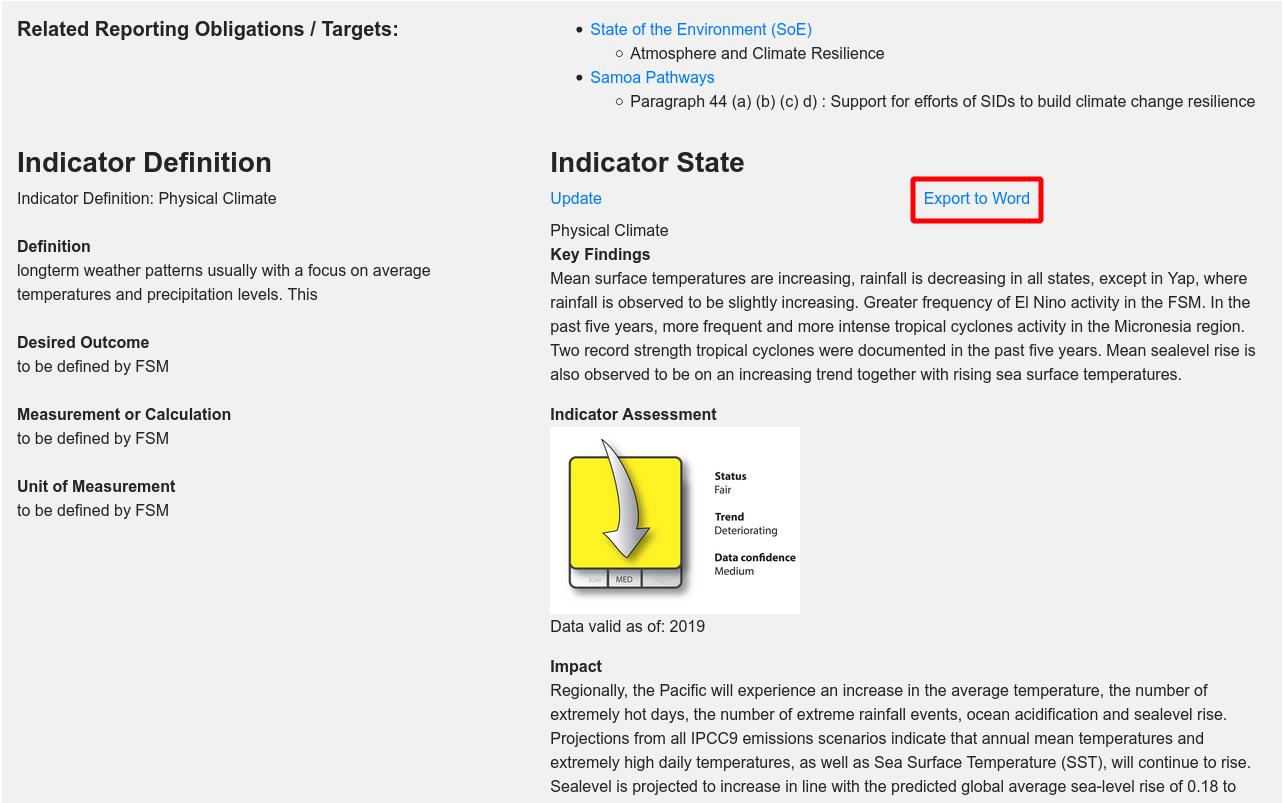 Related Reporting Obligations / Targets:
State of the Environment (SoE)
Atmosphere and Climate Resilience
Samoa Pathways
Paragraph 44 (a) (b) (c) d) : Support for efforts of SIDs to build climate change resilience
Indicator Definition
Indicator Definition: Physical Climate
Definition
longterm weather patterns usually with a focus on average
temperatures and precipitation levels. This
Desired Outcome
to be defined by FSM
Measurement or Calculation
to be defined by FSM
Unit of Measurement
to be defined by FSM
Indicator State
Update
Export to Word
Physical Climate
Key Findings
Mean surface temperatures are increasing, rainfall is decreasing in all states, except in Yap, where
rainfall is observed to be slightly increasing. Greater frequency of El Nino activity in the FSM. In the
past five years, more frequent and more intense tropical cyclones activity in the Micronesia region.
Two record strength tropical cyclones were documented in the past five years. Mean sealevel rise is
also observed to be on an increasing trend together with rising sea surface temperatures.
Indicator Assessment
Status
Fair
Trend
Deteriorating
Data confidence
Medium
low MED high
Data valid as of: 2019
Impact
Regionally, the Pacific will experience an increase in the average temperature, the number of
extremely hot days, the number of extreme rainfall events, ocean acidification and sealevel rise.
Projections from all IPCC9 emissions scenarios indicate that annual mean temperatures and
extremely high daily temperatures, as well as Sea Surface Temperature (SST), will continue to rise.
Sealevel is projected to increase in line with the predicted global average sea-level rise of 0.18 to